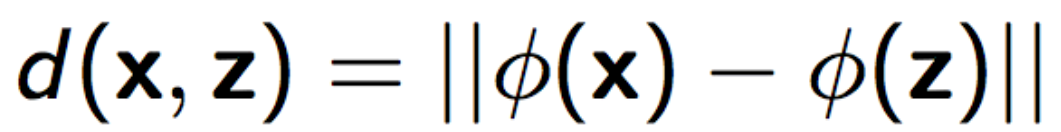 d(x, z) = ||ϕ(x) − ϕ(z)||